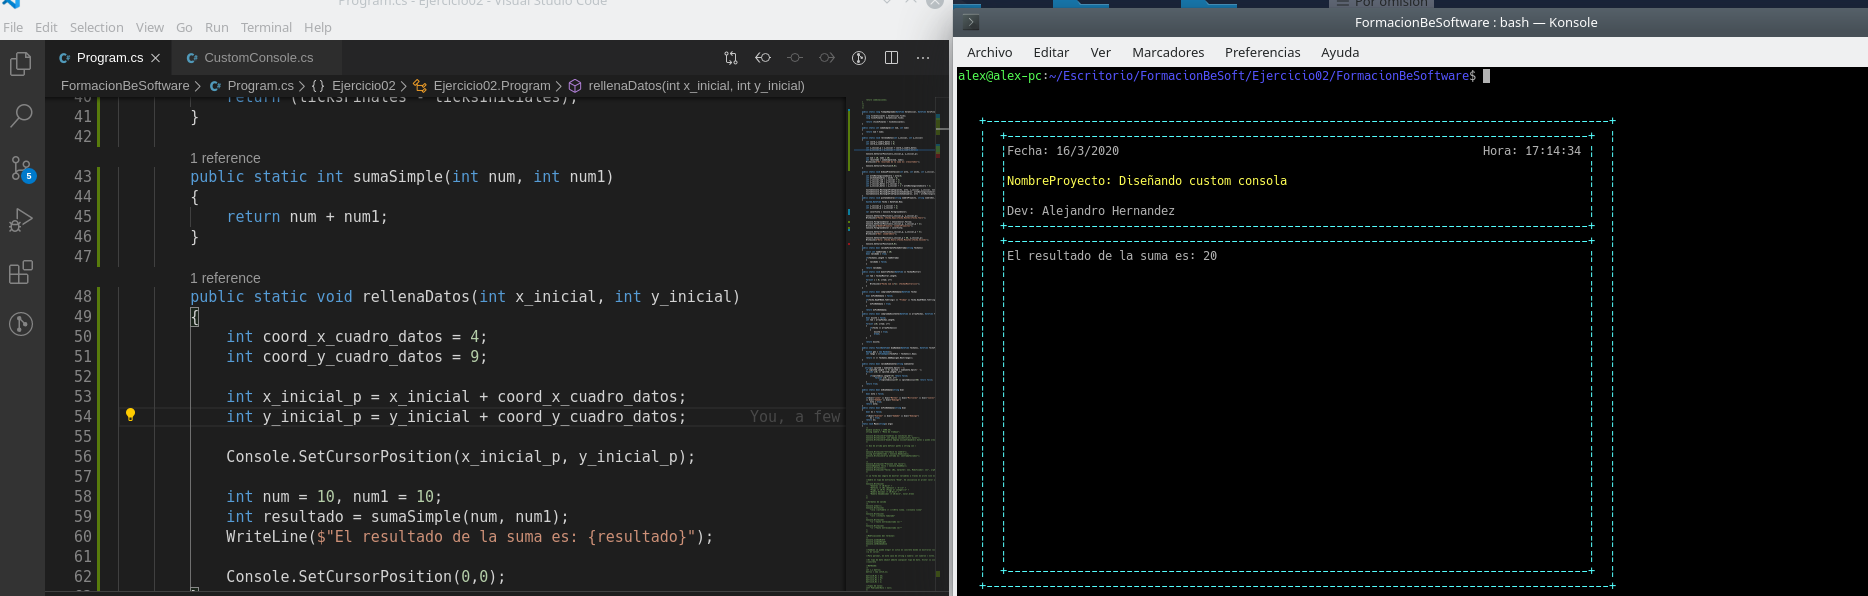 Program.cs - Ejercicio02 - Visual Studio Code
File Edit Selection View Go Run Terminal Help
Program.cs
CustomConsole.cs
FormacionBeSoftware > Program.cs > {} Ejercicio02 > Ejercicio02.Program > rellenaDatos(int x_inicial, int y_inicial)
40 return (ticksFinales - ticksIniciales);
41 }
42
1 reference
43 public static int sumaSimple(int num, int num1)
44 {
45 return num + num1;
46 }
47
1 reference
48 public static void rellenaDatos(int x_inicial, int y_inicial)
49 {
50 int coord_x_cuadro_datos = 4;
51 int coord_y_cuadro_datos = 9;
52
53 int x_inicial_p = x_inicial + coord_x_cuadro_datos;
54 int y_inicial_p = y_inicial + coord_y_cuadro_datos; You, a few
55
56 Console.SetCursorPosition(x_inicial_p, y_inicial_p);
57
58 int num = 10, num1 = 10;
59 int resultado = sumaSimple(num, num1);
60 WriteLine($"El resultado de la suma es: {resultado}");
61
62 Console.SetCursorPosition(0,0);
5
Por omisión
FormacionBeSoftware : bash — Konsole
Archivo Editar Ver Marcadores Preferencias Ayuda
alex@alex-pc:~/Escritorio/FormacionBeSoft/Ejercicio02/FormacionBeSoftware$
Fecha: 16/3/2020 Hora: 17:14:34
NombreProyecto: Diseñando custom consola
Dev: Alejandro Hernandez
El resultado de la suma es: 20